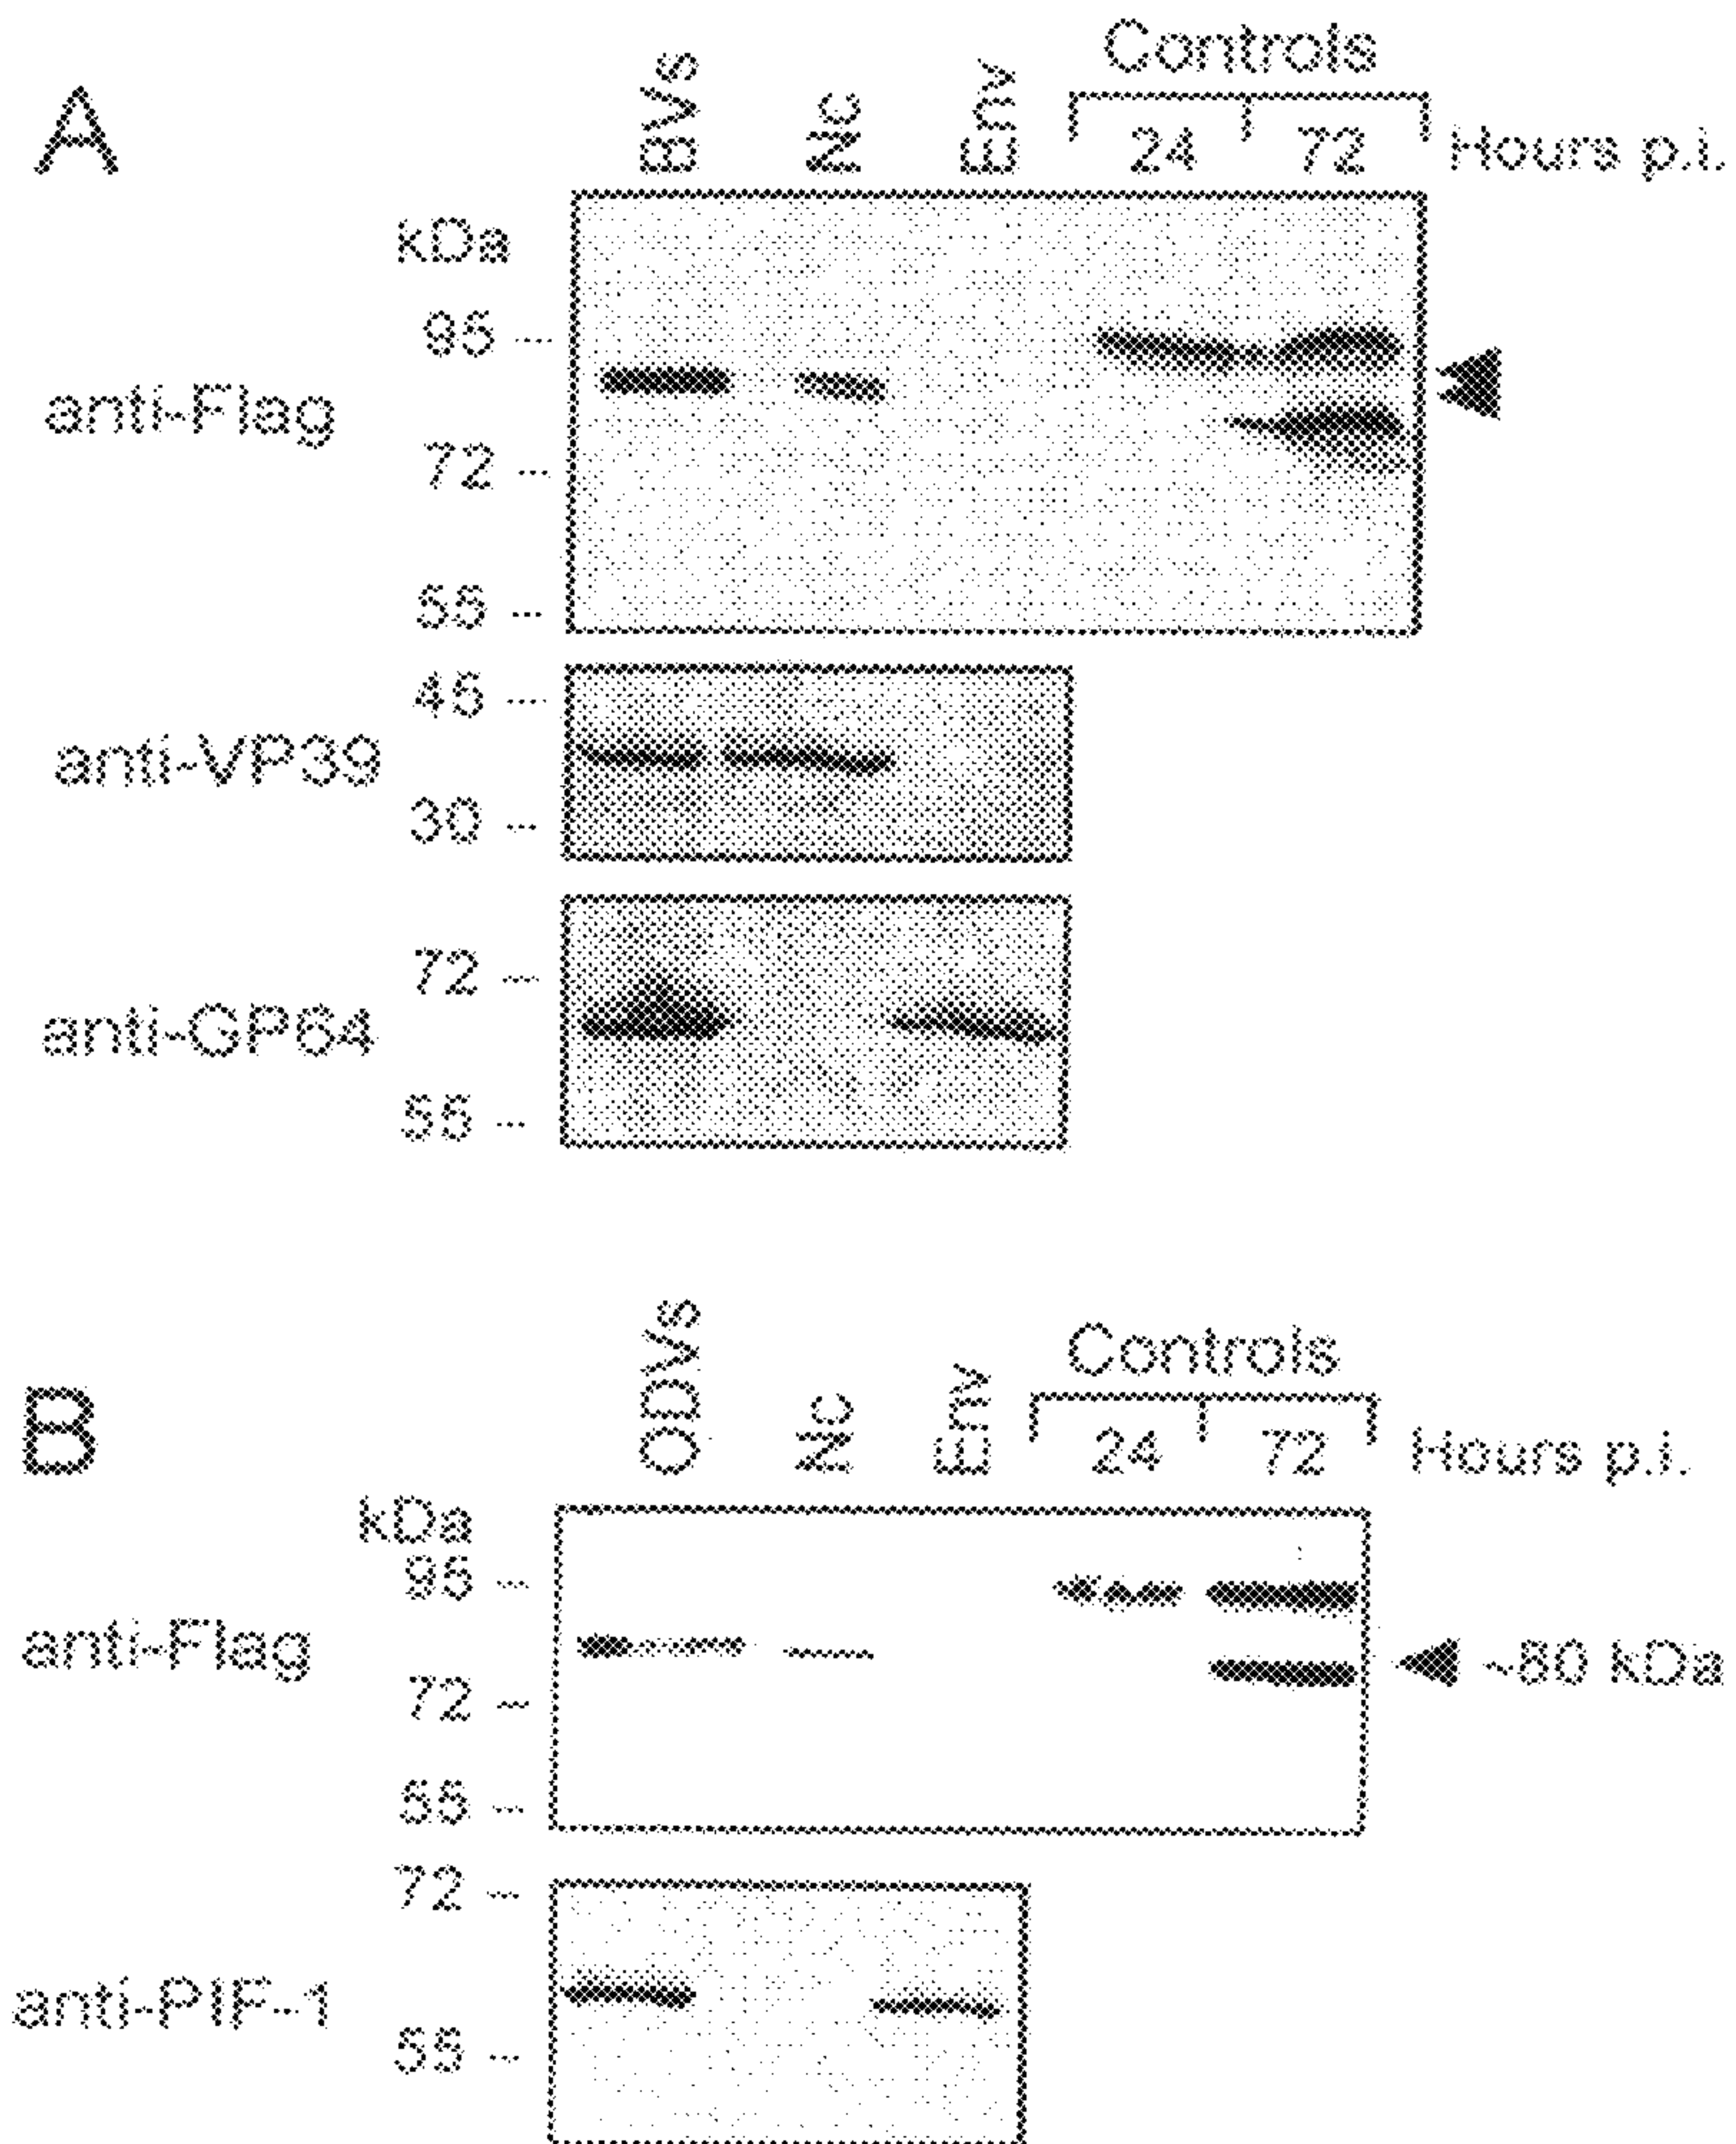 A
BVs Nc Env Controls
24 72 Hours p.i.
kDa
95
anti-Flag
72
55
45
anti-VP39
30
72
anti-GP64
55
B
ODVs Nc Env Controls
24 72 Hours p.i.
kDa
95
anti-Flag
~80 kDa
72
55
72
anti-PIF-1
55